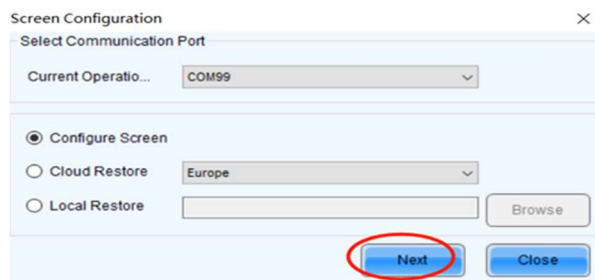 Screen Configuration
Select Communication Port
Current Operatio... COM99
Configure Screen
Cloud Restore Europe
Local Restore Browse
Next Close